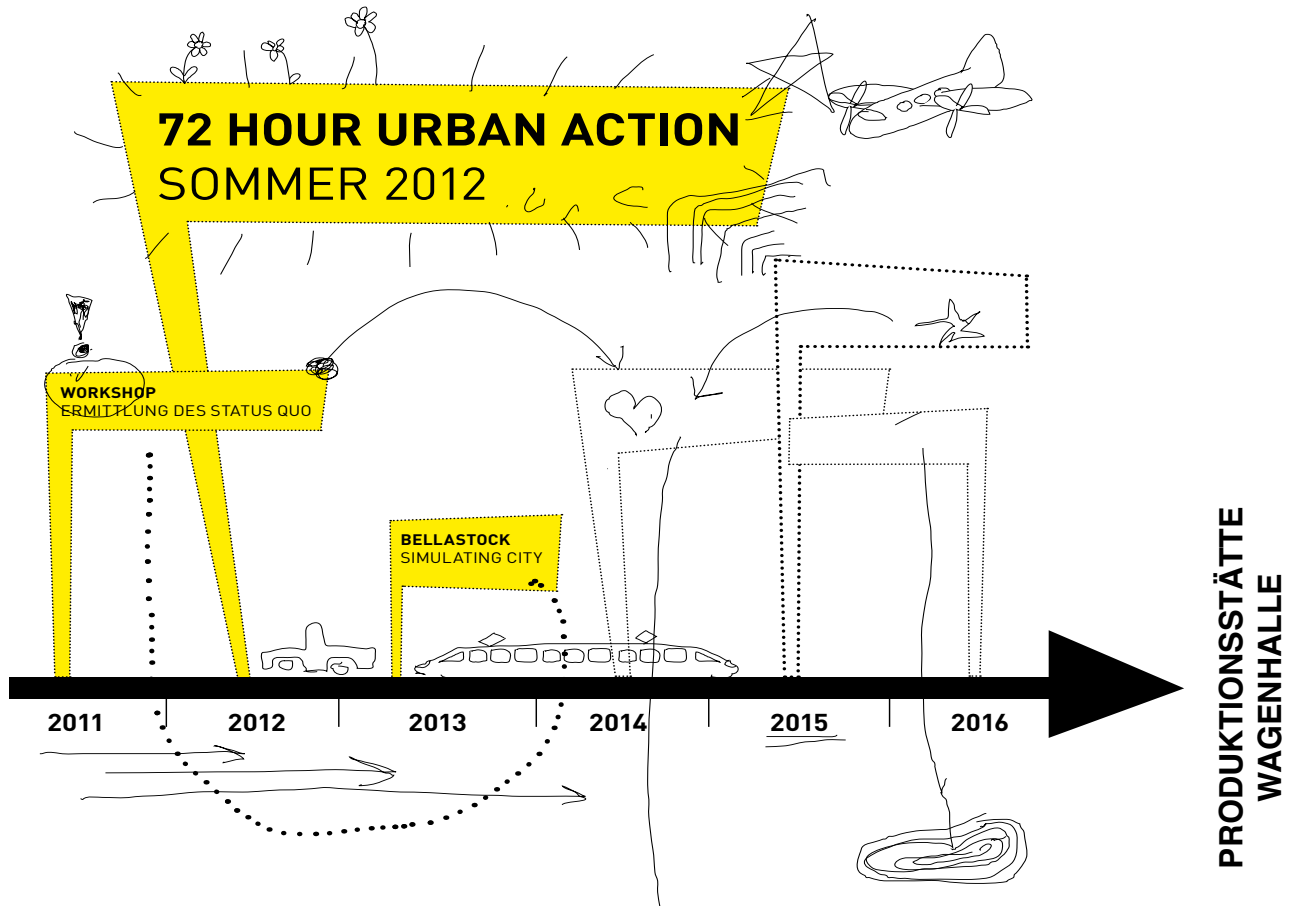 72 HOUR URBAN ACTION
SOMMER 2012
WORKSHOP
ERMITTLUNG DES STATUS QUO
BELLASTOCK
SIMULATING CITY
2011
2012
2013
2014
2015
2016
PRODUKTIONSSTÄTTE
WAGENHALLE